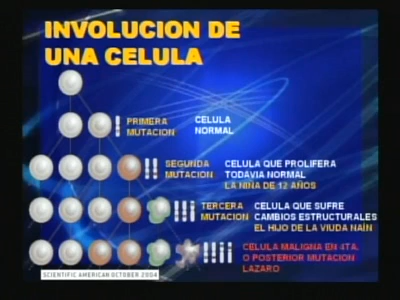 INVOLUCION DE
UNA CELULA
! PRIMERA
MUTACION
CELULA
NORMAL
!! SEGUNDA
MUTACION
CELULA QUE PROLIFERA
TODAVIA NORMAL
LA NIÑA DE 12 AÑOS
!!¡ TERCERA
MUTACION
CELULA QUE SUFRE
CAMBIOS ESTRUCTURALES
EL HIJO DE LA VIUDA NAÍN
!!¡¡ CELULA MALIGNA EN 4TA.
O POSTERIOR MUTACION
LAZARO
SCIENTIFIC AMERICAN OCTOBER 2004